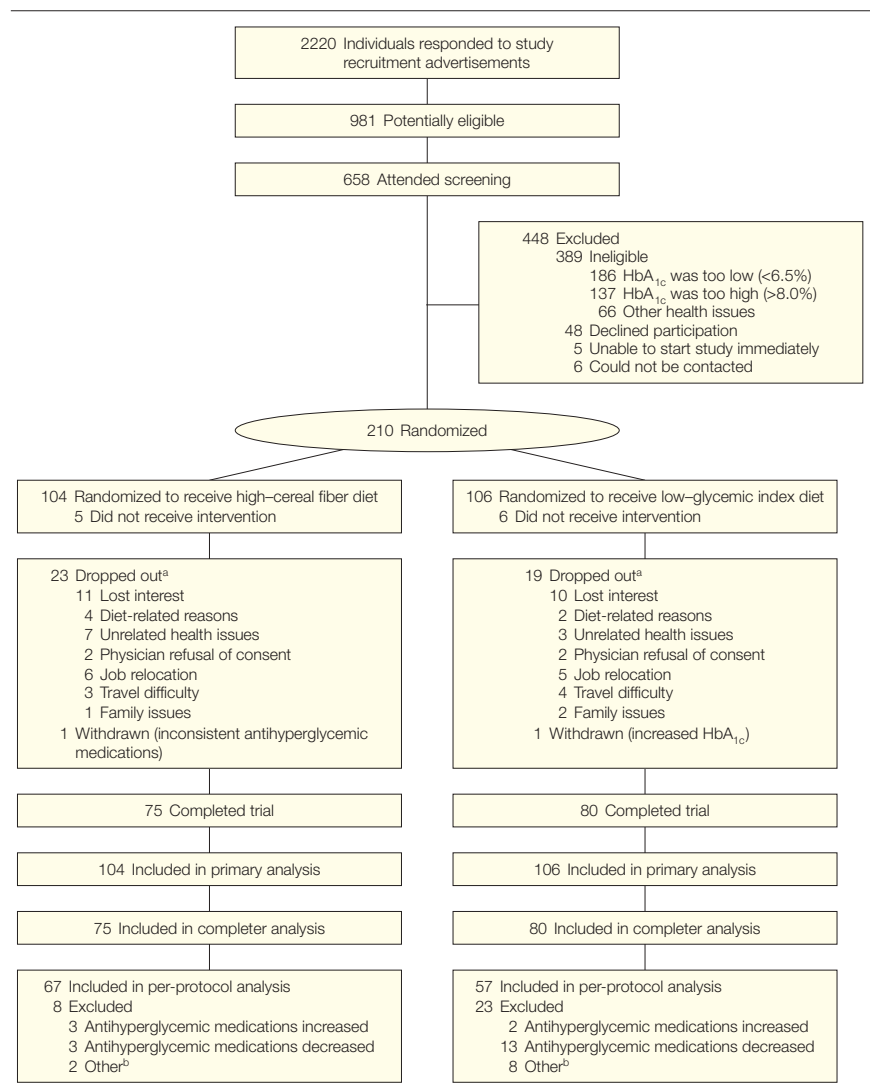 2220 Individuals responded to study
recruitment advertisements
981 Potentially eligible
658 Attended screening
448 Excluded
389 Ineligible
186 HbA1c was too low (<6.5%)
137 HbA1c was too high (>8.0%)
66 Other health issues
48 Declined participation
5 Unable to start study immediately
6 Could not be contacted
210 Randomized
104 Randomized to receive high–cereal fiber diet
5 Did not receive intervention
23 Dropped outa
11 Lost interest
4 Diet-related reasons
7 Unrelated health issues
2 Physician refusal of consent
6 Job relocation
3 Travel difficulty
1 Family issues
1 Withdrawn (inconsistent antihyperglycemic
medications)
75 Completed trial
104 Included in primary analysis
75 Included in completer analysis
67 Included in per-protocol analysis
8 Excluded
3 Antihyperglycemic medications increased
3 Antihyperglycemic medications decreased
2 Otherb
106 Randomized to receive low–glycemic index diet
6 Did not receive intervention
19 Dropped outa
10 Lost interest
2 Diet-related reasons
3 Unrelated health issues
2 Physician refusal of consent
5 Job relocation
4 Travel difficulty
2 Family issues
1 Withdrawn (increased HbA1c)
80 Completed trial
106 Included in primary analysis
80 Included in completer analysis
57 Included in per-protocol analysis
23 Excluded
2 Antihyperglycemic medications increased
13 Antihyperglycemic medications decreased
8 Otherb